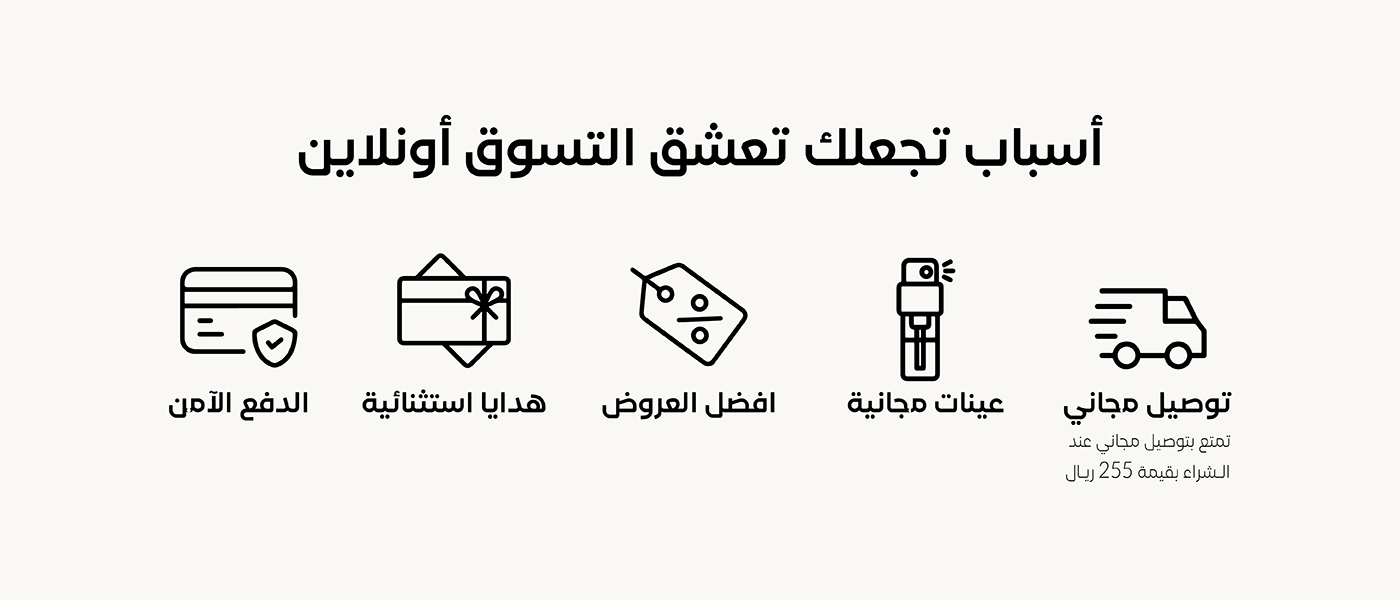 أسباب تجعلك تعشق التسوق أونلاين
توصيل مجاني
تمتع بتوصيل مجاني عند
الشراء بقيمة 255 ريال
عينات مجانية
افضل العروض
هدايا استثنائية
الدفع الآمن